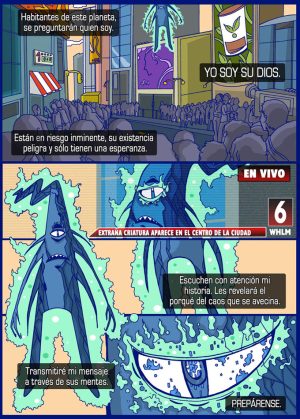 Habitantes de este planeta,
se preguntarán quien soy.
YO SOY SU DIOS.
Están en riesgo inminente, su existencia
peligra y sólo tienen una esperanza.
EN VIVO
6
WHLM
EXTRAÑA CRIATURA APARECE EN EL CENTRO DE LA CIUDAD
Escuchen con atención mi
historia. Les revelará el
porqué del caos que se avecina.
Transmitiré mi mensaje
a través de sus mentes.
PREPÁRENSE.